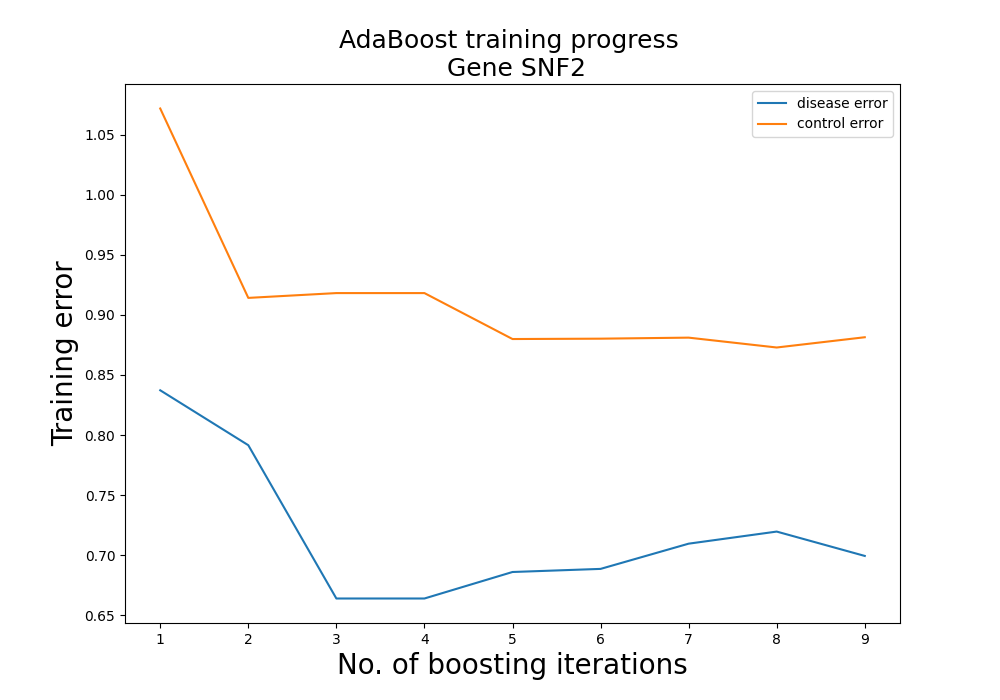 AdaBoost training progress
Gene SNF2
disease error
control error
Training error
1.05
1.00
0.95
0.90
0.85
0.80
0.75
0.70
0.65
1 2 3 4 5 6 7 8 9
No. of boosting iterations